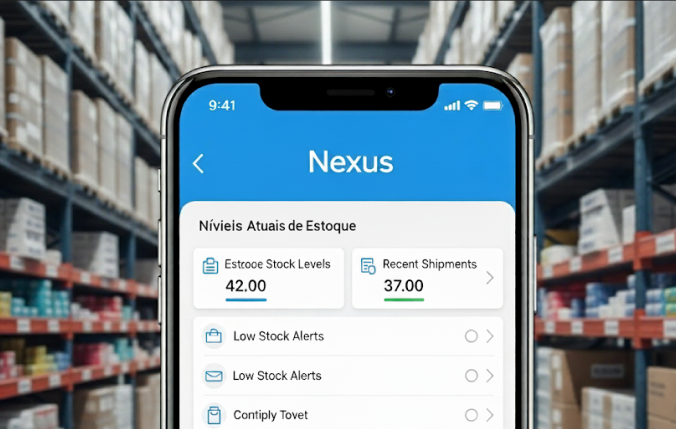 9:41
Nexus
Nívieis Atuais de Estoque
Estrooe Stock Levels
42.00
Recent Shipments
37.00
Low Stock Alerts
Low Stock Alerts
Contiply Tovet